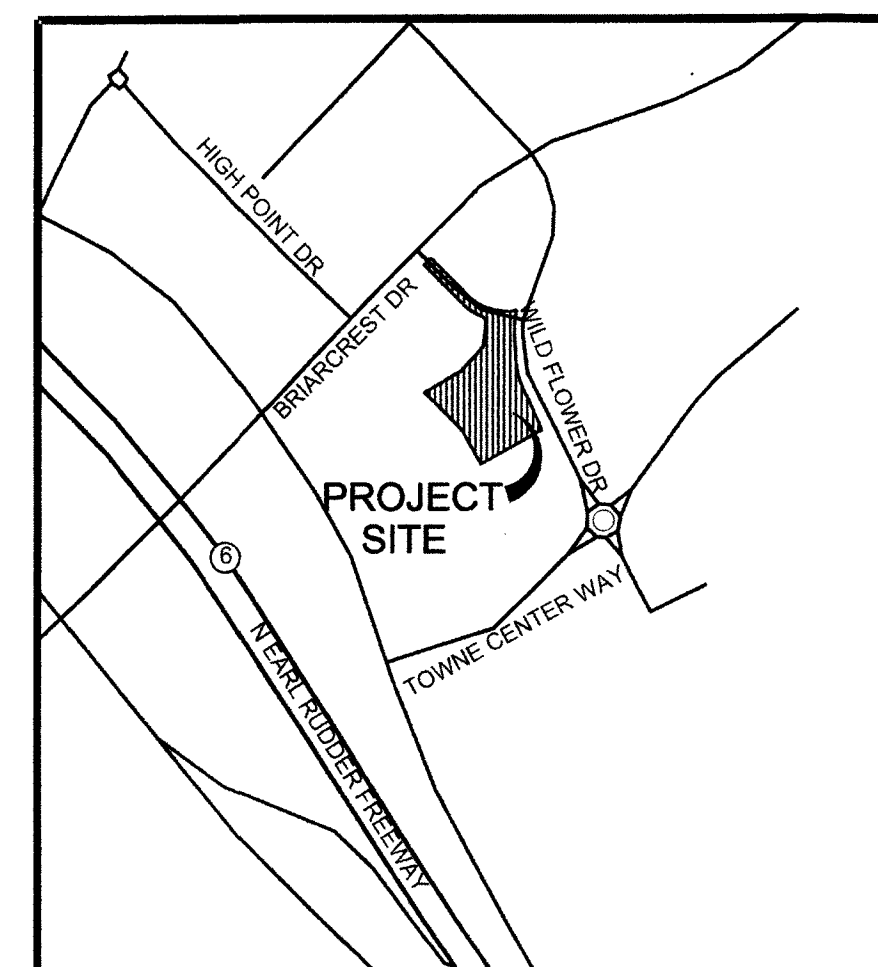 HIGH POINT DR
BRIARCREST DR
WILD FLOWER DR
PROJECT
SITE
6
TOWNE CENTER WAY
N EARL RUDDER FREEWAY